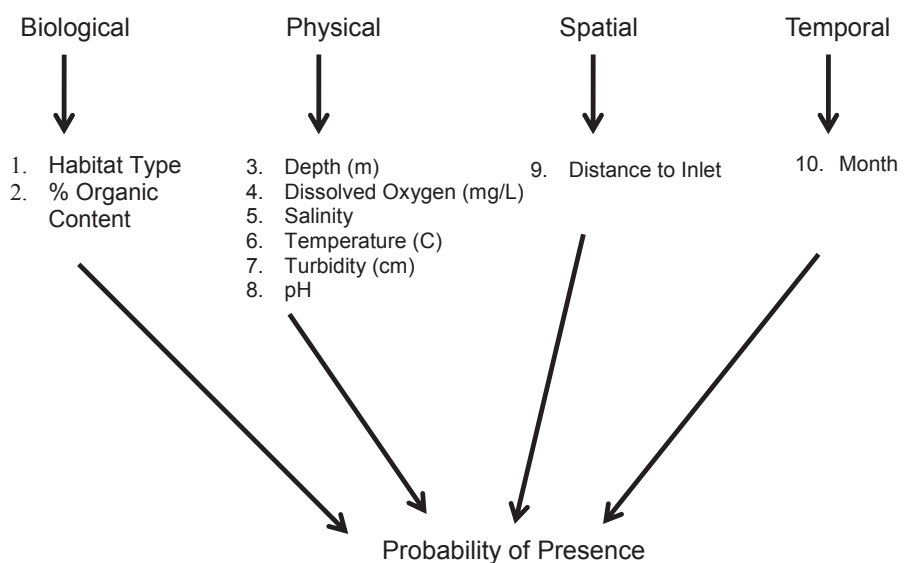 Biological
Physical
Spatial
Temporal
1. Habitat Type
2. % Organic
Content
3. Depth (m)
4. Dissolved Oxygen (mg/L)
5. Salinity
6. Temperature (C)
7. Turbidity (cm)
8. pH
9. Distance to Inlet
10. Month
Probability of Presence